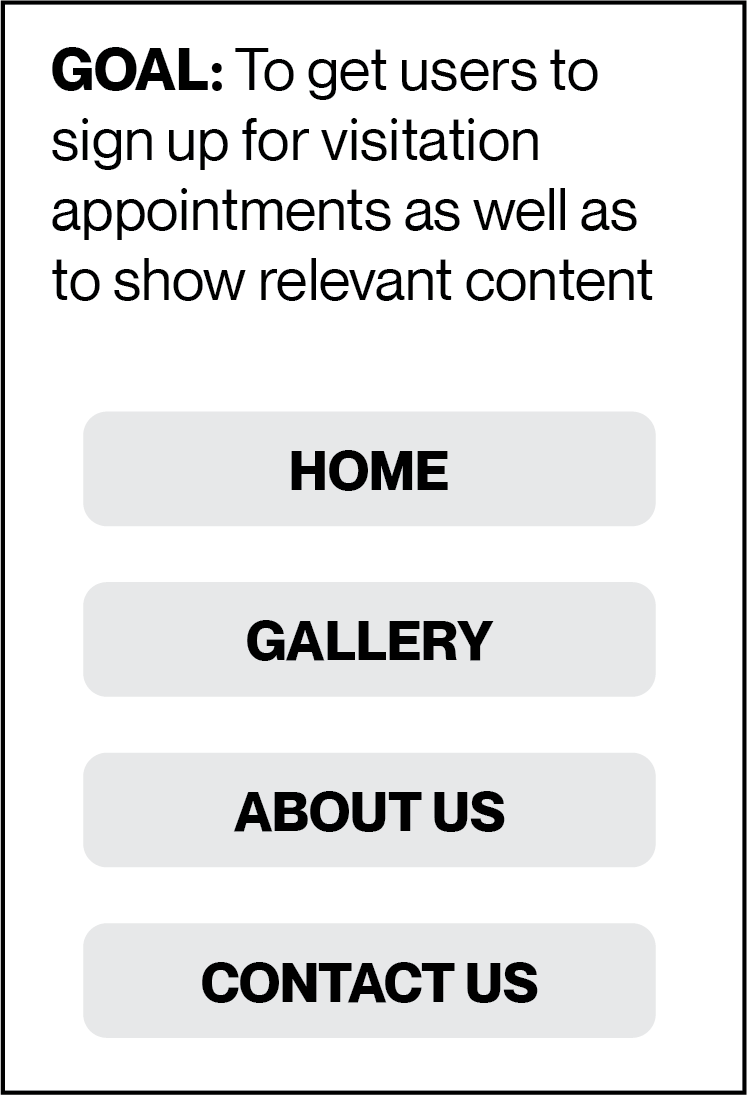 GOAL: To get users to
sign up for visitation
appointments as well as
to show relevant content
HOME
GALLERY
ABOUT US
CONTACT US